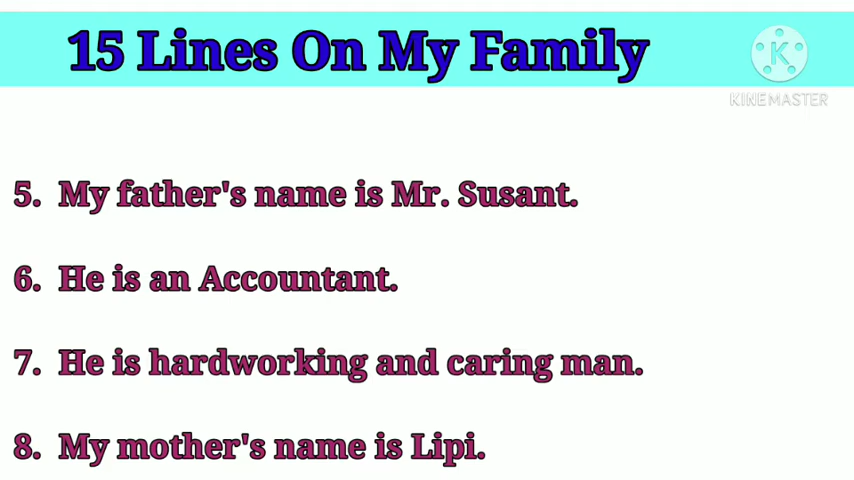 15 Lines On My Family
K
KINEMASTER
5. My father's name is Mr. Susant.
6. He is an Accountant.
7. He is hardworking and caring man.
8. My mother's name is Lipi.